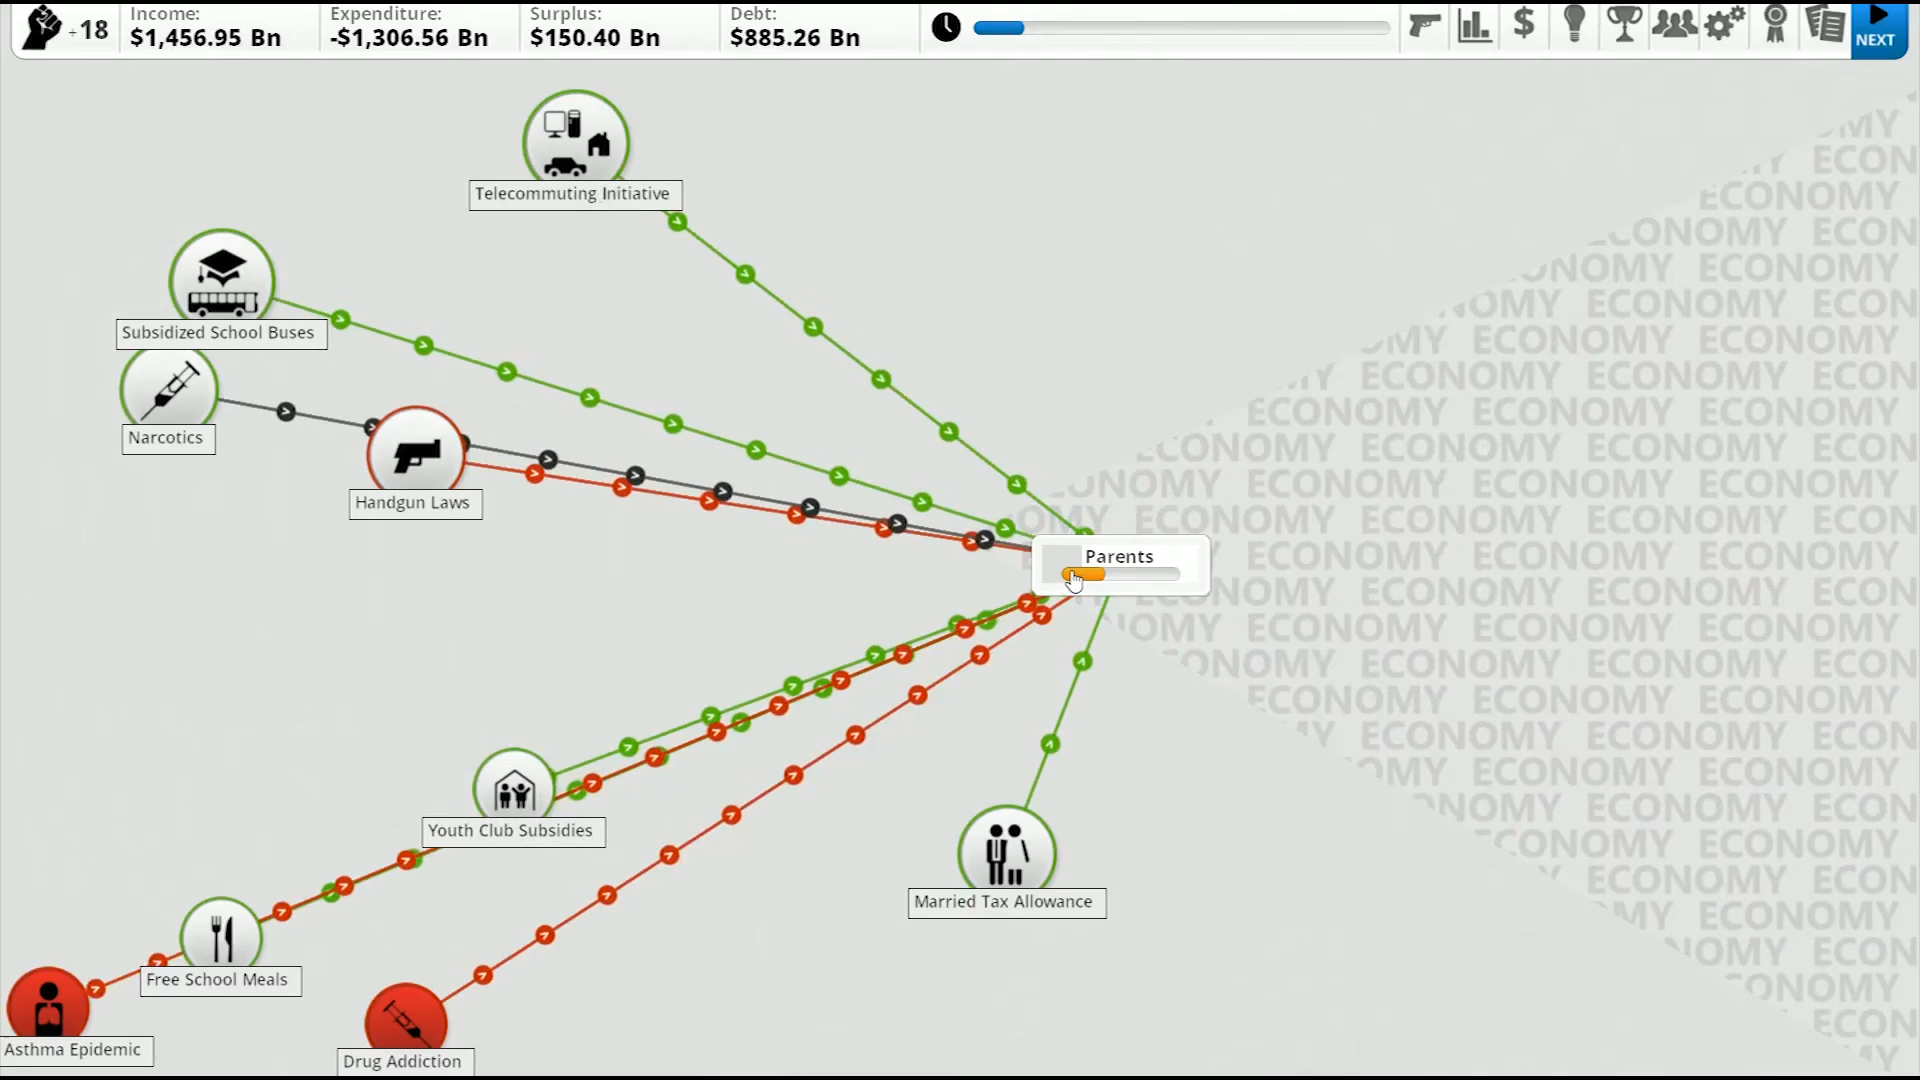 +18
Income:
$1,456.95 Bn
Expenditure:
-$1,306.56 Bn
Surplus:
$150.40 Bn
Debt:
$885.26 Bn
NEXT
Telecommuting Initiative
Subsidized School Buses
Narcotics
Handgun Laws
Parents
Youth Club Subsidies
Married Tax Allowance
Free School Meals
Asthma Epidemic
Drug Addiction
ECONOMY ECONOMY ECONOMY